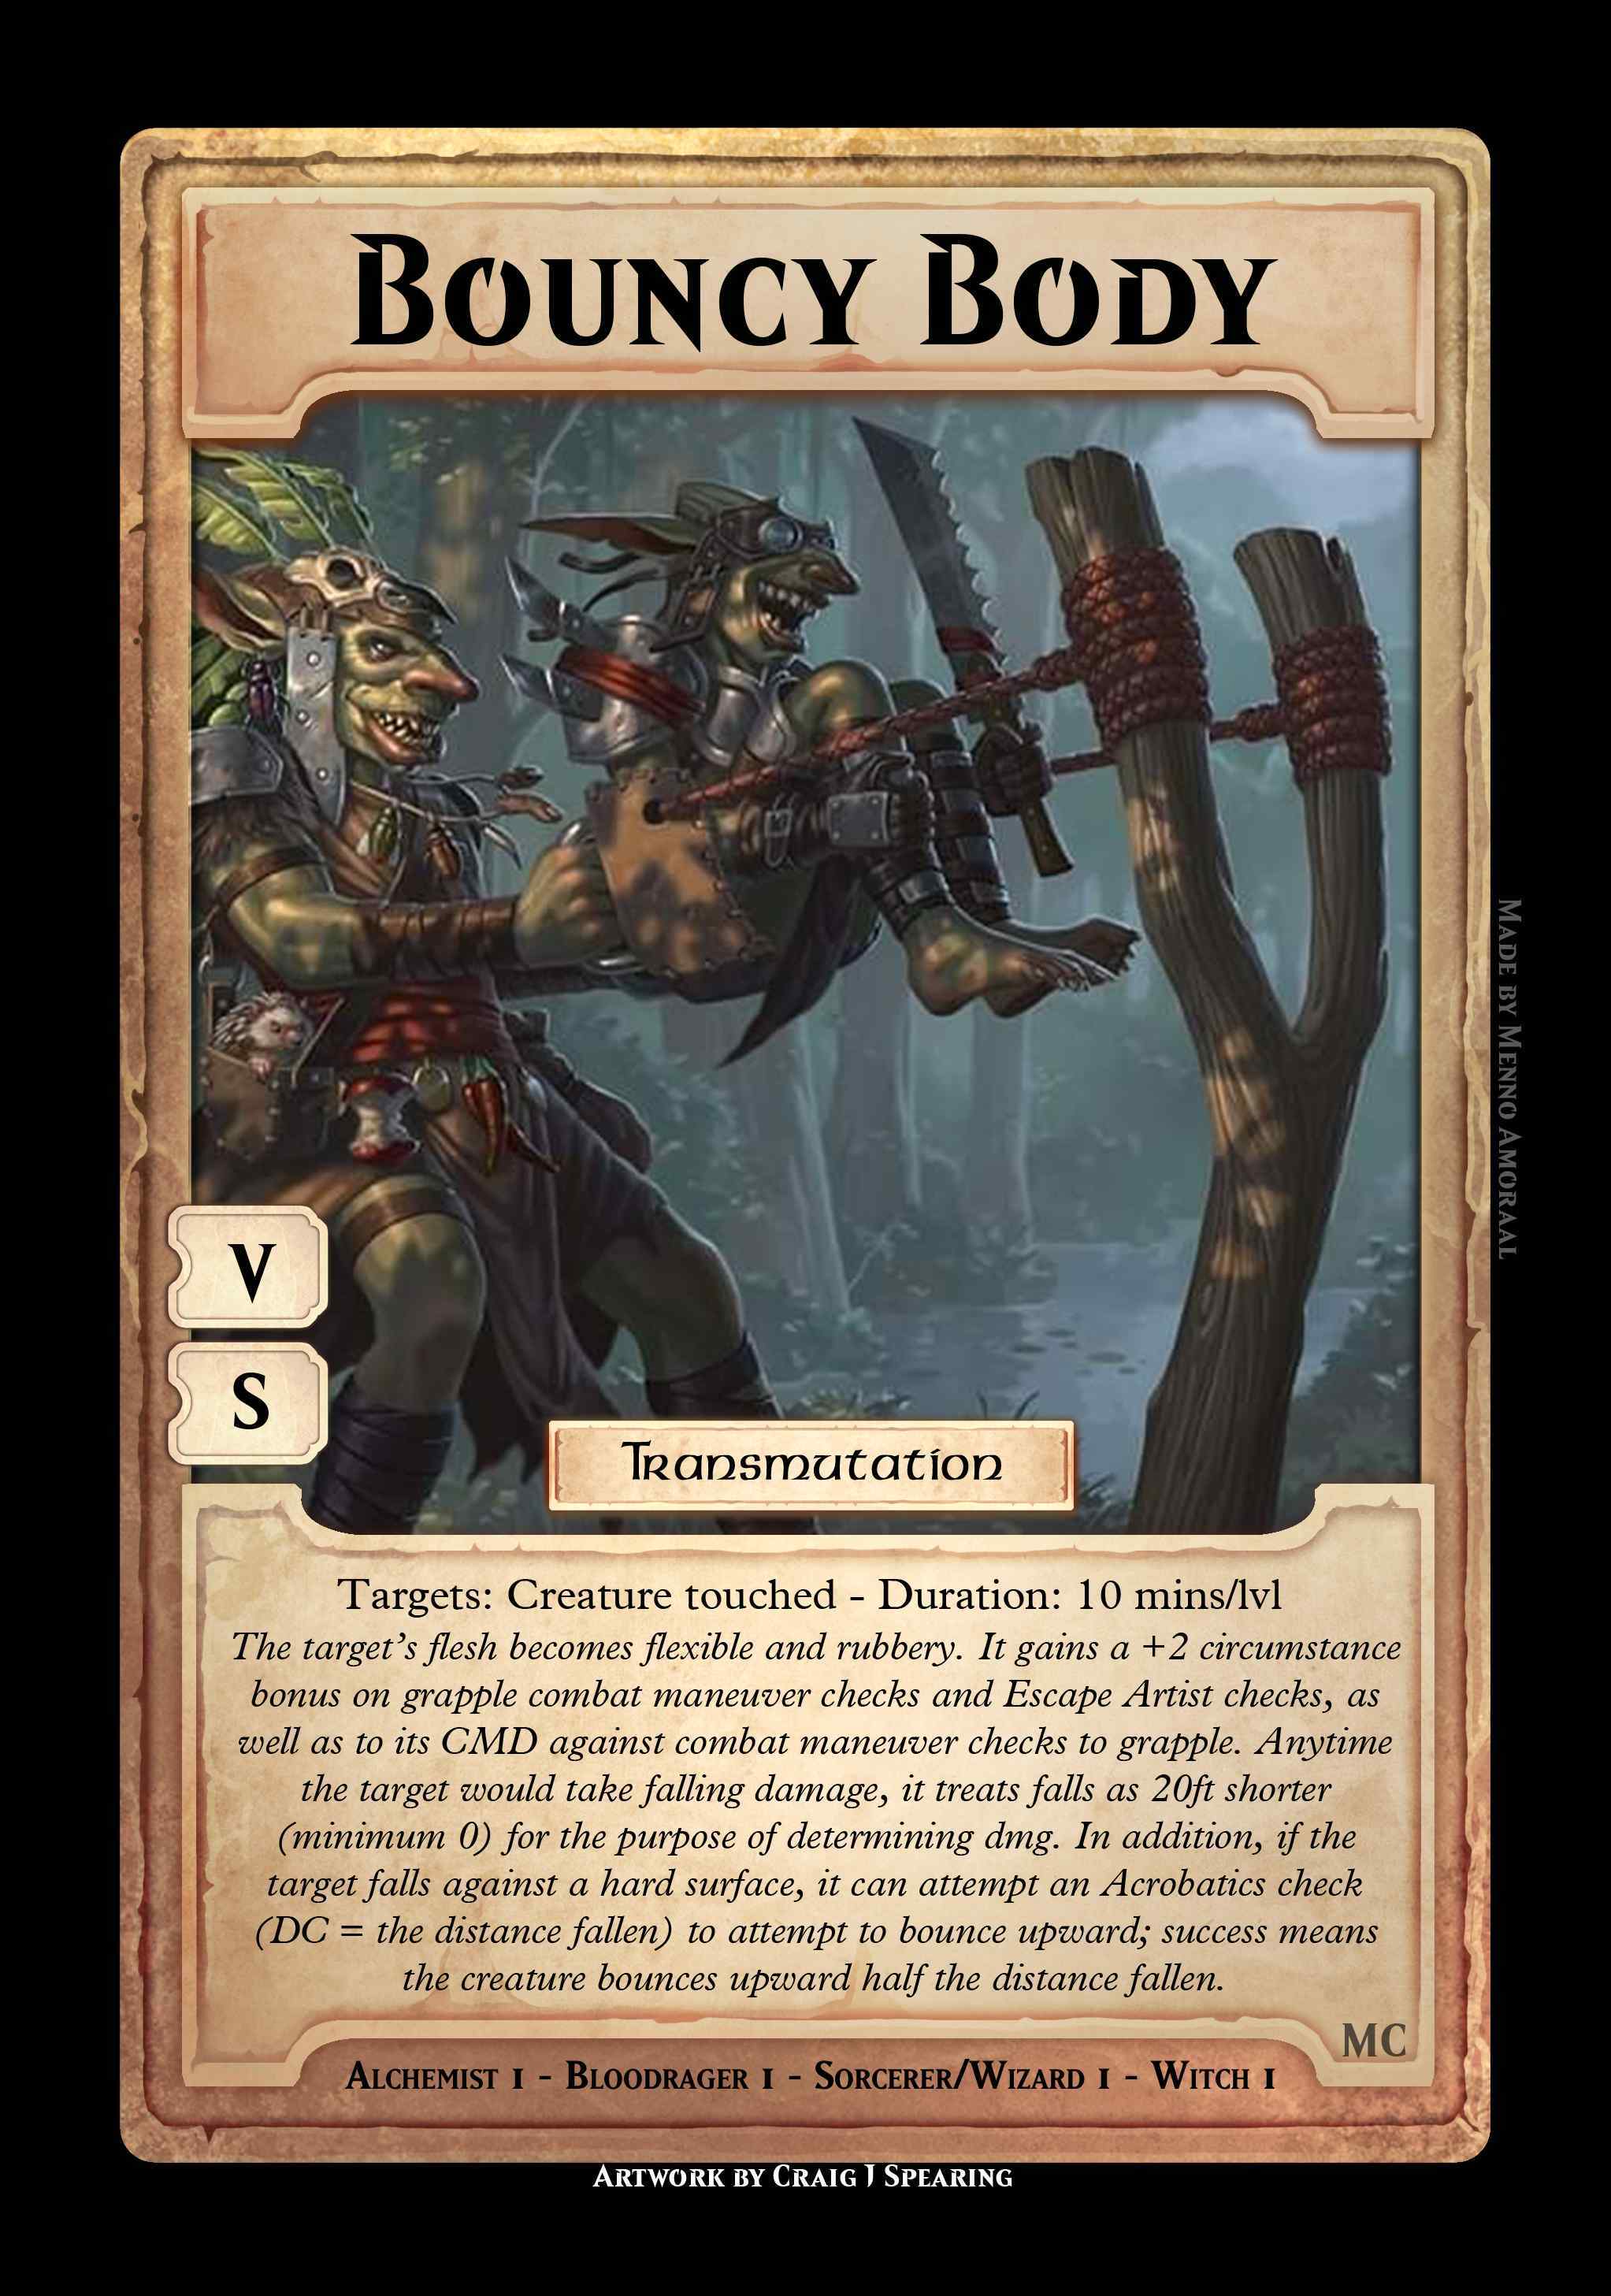 Bouncy Body
V
S
Transmutation
Targets: Creature touched - Duration: 10 mins/lvl
The target's flesh becomes flexible and rubbery. It gains a +2 circumstance
bonus on grapple combat maneuver checks and Escape Artist checks, as
well as to its CMD against combat maneuver checks to grapple. Anytime
the target would take falling damage, it treats falls as 20ft shorter
(minimum 0) for the purpose of determining dmg. In addition, if the
target falls against a hard surface, it can attempt an Acrobatics check
(DC = the distance fallen) to attempt to bounce upward; success means
the creature bounces upward half the distance fallen.
MC
Alchemist 1 - Bloodrager 1 - Sorcerer/Wizard 1 - Witch 1
Artwork by Craig J Spearing
Made by Menno Amoraal